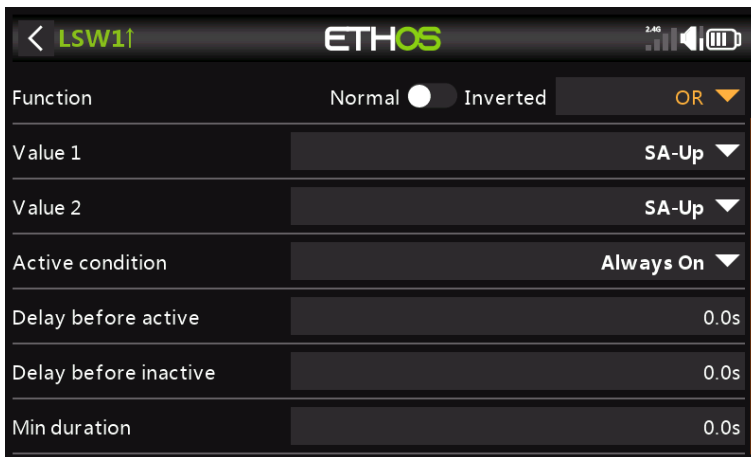 LSW1↑ ETHOS 2.4G
Function Normal Inverted OR
Value 1 SA-Up
Value 2 SA-Up
Active condition Always On
Delay before active 0.0s
Delay before inactive 0.0s
Min duration 0.0s